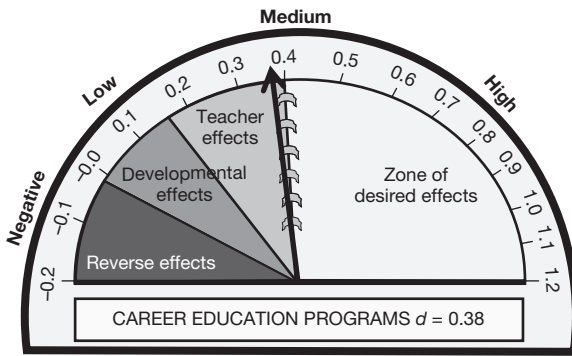 Medium
Low
High
Negative
-0.2
-0.1
-0.0
0.1
0.2
0.3
0.4
0.5
0.6
0.7
0.8
0.9
1.0
1.1
1.2
Teacher
effects
Developmental
effects
Reverse effects
Zone of
desired effects
CAREER EDUCATION PROGRAMS d = 0.38